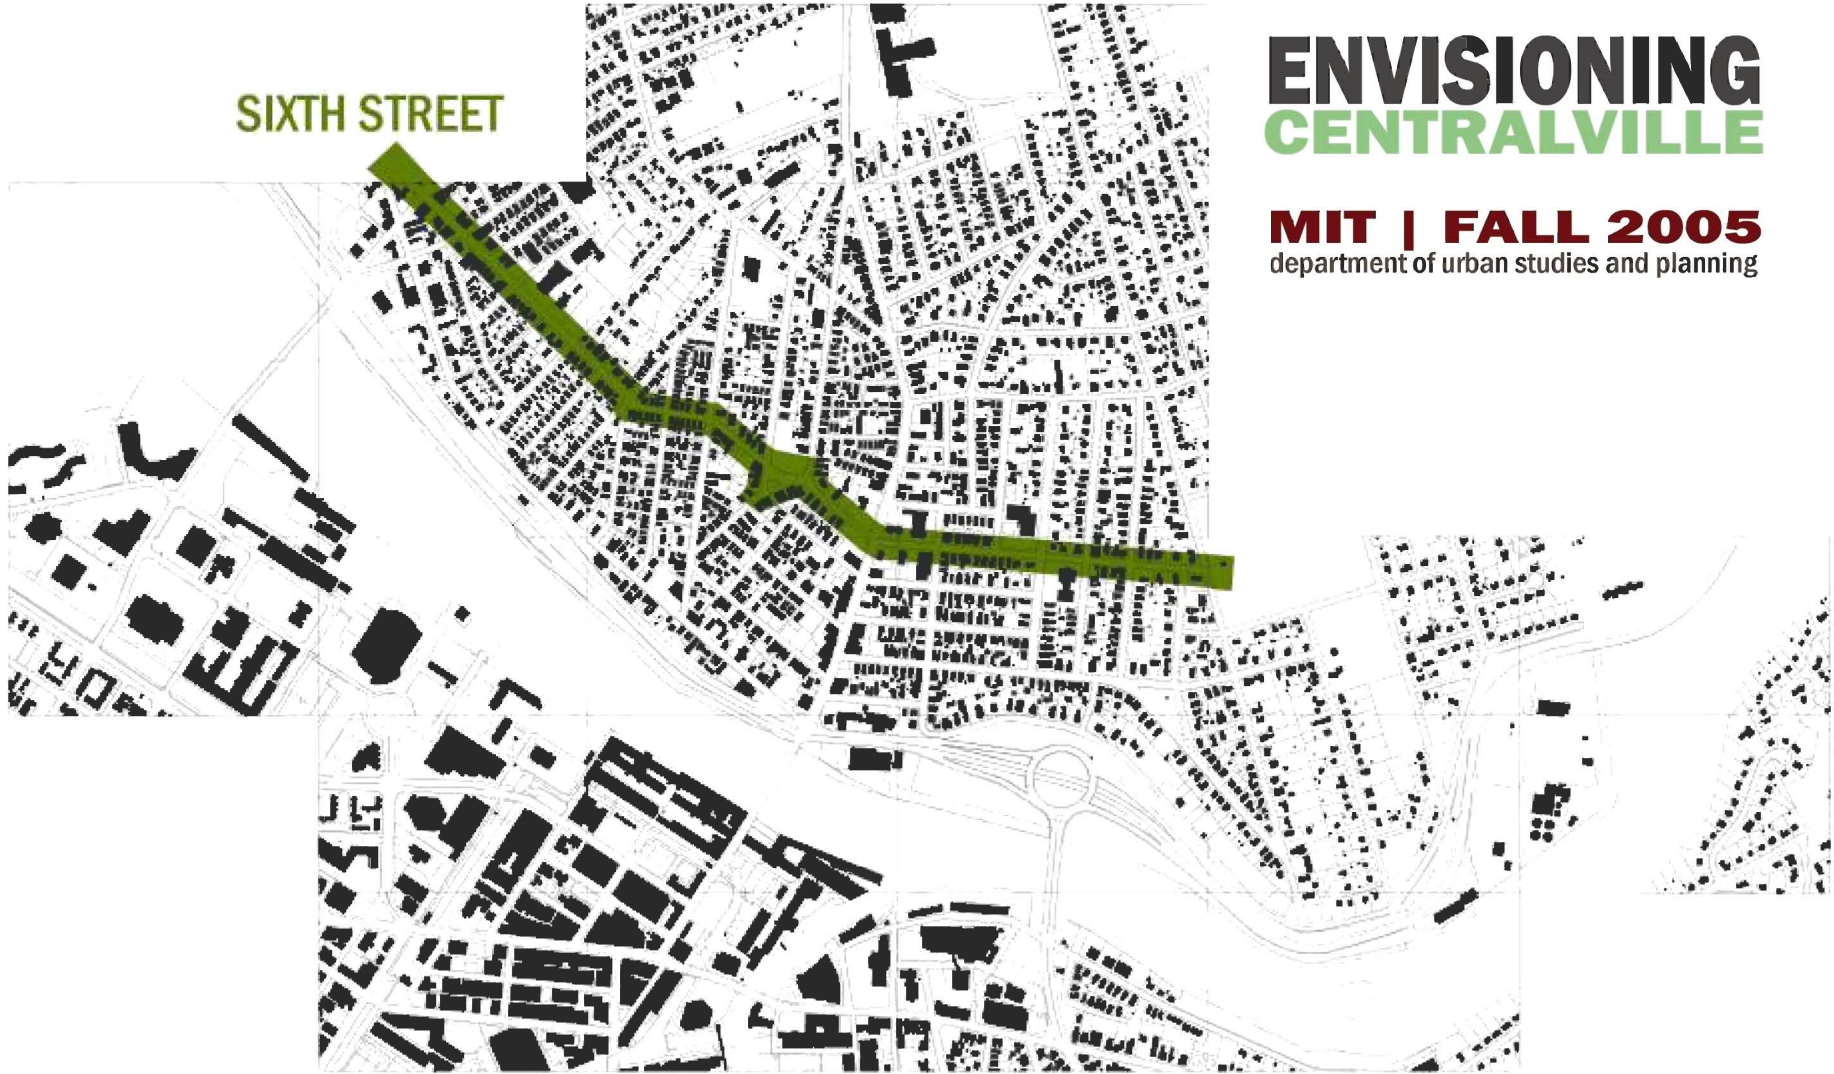 SIXTH STREET
ENVISIONING
CENTRALVILLE
MIT | FALL 2005
department of urban studies and planning